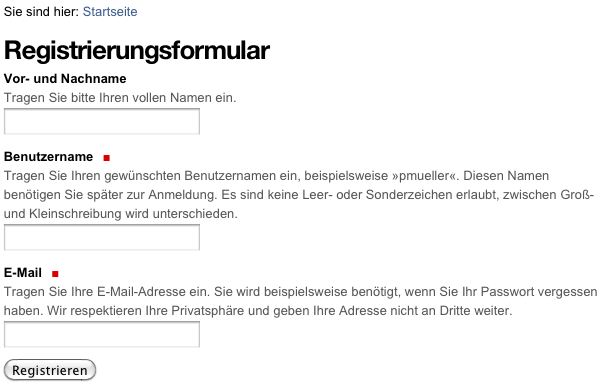 Sie sind hier: Startseite
Registrierungsformular
Vor- und Nachname
Tragen Sie bitte Ihren vollen Namen ein.
Benutzername
Tragen Sie Ihren gewünschten Benutzernamen ein, beispielsweise »pmueller«. Diesen Namen
benötigen Sie später zur Anmeldung. Es sind keine Leer- oder Sonderzeichen erlaubt, zwischen Groß-
und Kleinschreibung wird unterschieden.
E-Mail
Tragen Sie Ihre E-Mail-Adresse ein. Sie wird beispielsweise benötigt, wenn Sie Ihr Passwort vergessen
haben. Wir respektieren Ihre Privatsphäre und geben Ihre Adresse nicht an Dritte weiter.
Registrieren